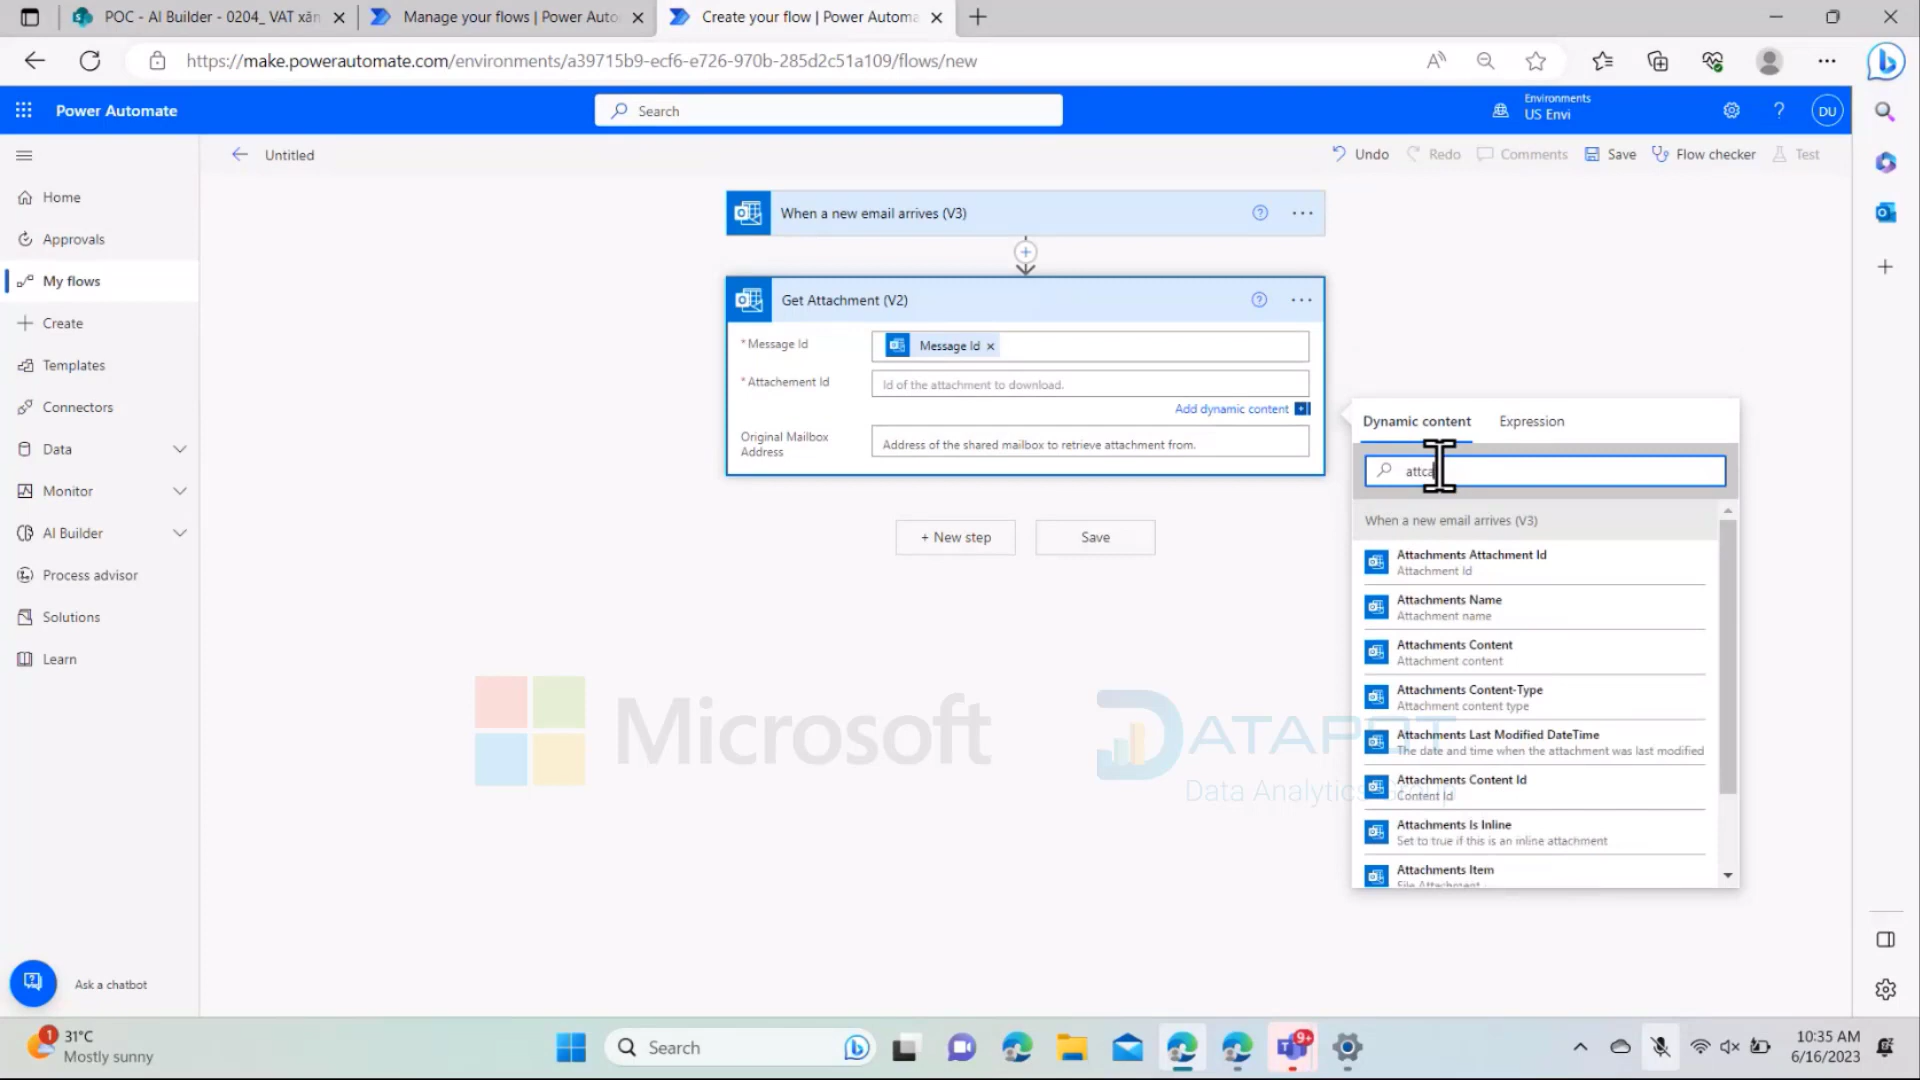 POC - AI Builder - 0204_ VAT xăn
Manage your flows | Power Auto
Create your flow | Power Automa
https://make.powerautomate.com/environments/a39715b9-ecf6-e726-970b-285d2c51a109/flows/new
Power Automate
Search
Environments
US Envi
DU
Untitled
Undo
Redo
Comments
Save
Flow checker
Test
Home
Approvals
My flows
Create
Templates
Connectors
Data
Monitor
AI Builder
Process advisor
Solutions
Learn
Ask a chatbot
When a new email arrives (V3)
Get Attachment (V2)
* Message Id
Message Id ×
* Attachement Id
Id of the attachment to download.
Add dynamic content
Original Mailbox
Address
Address of the shared mailbox to retrieve attachment from.
+ New step
Save
Dynamic content
Expression
attca
When a new email arrives (V3)
Attachments Attachment Id
Attachment Id
Attachments Name
Attachment name
Attachments Content
Attachment content
Attachments Content-Type
Attachment content type
Attachments Last Modified DateTime
The date and time when the attachment was last modified
Attachments Content Id
Content Id
Attachments Is Inline
Set to true if this is an inline attachment
Attachments Item
File Attachment
Microsoft
DATAPOT
Data Analytics Group
1
31°C
Mostly sunny
Search
9+
10:35 AM
6/16/2023